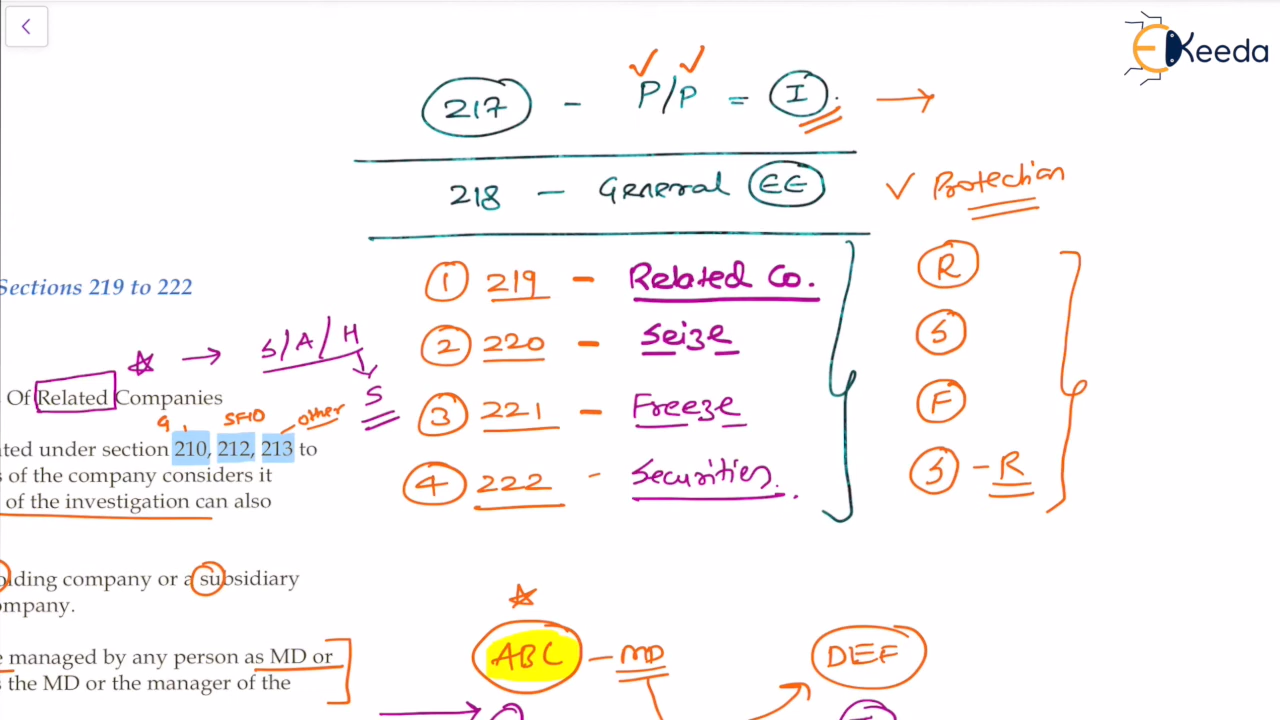 EKeeda
217 - P/P = I. →
218 - General EE ✓ Protection
Sections 219 to 222
① 219 - Related Co. R
② 220 - Seize S
③ 221 - Freeze F
④ 222 - Securities. S - R
☆ → S/A/H
S
Of Related Companies
G SFIO other
ted under section 210, 212, 213 to
of the company considers it
of the investigation can also
lding company or a subsidiary
mpany.
managed by any person as MD or
the MD or the manager of the
☆
ABC - MD DEF